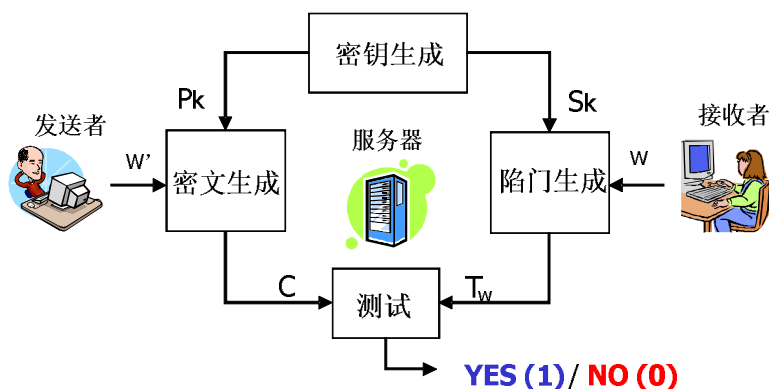 密钥生成
Pk
Sk
发送者
接收者
服务器
W’
密文生成
陷门生成
W
C
测试
Tw
YES (1)/ NO (0)